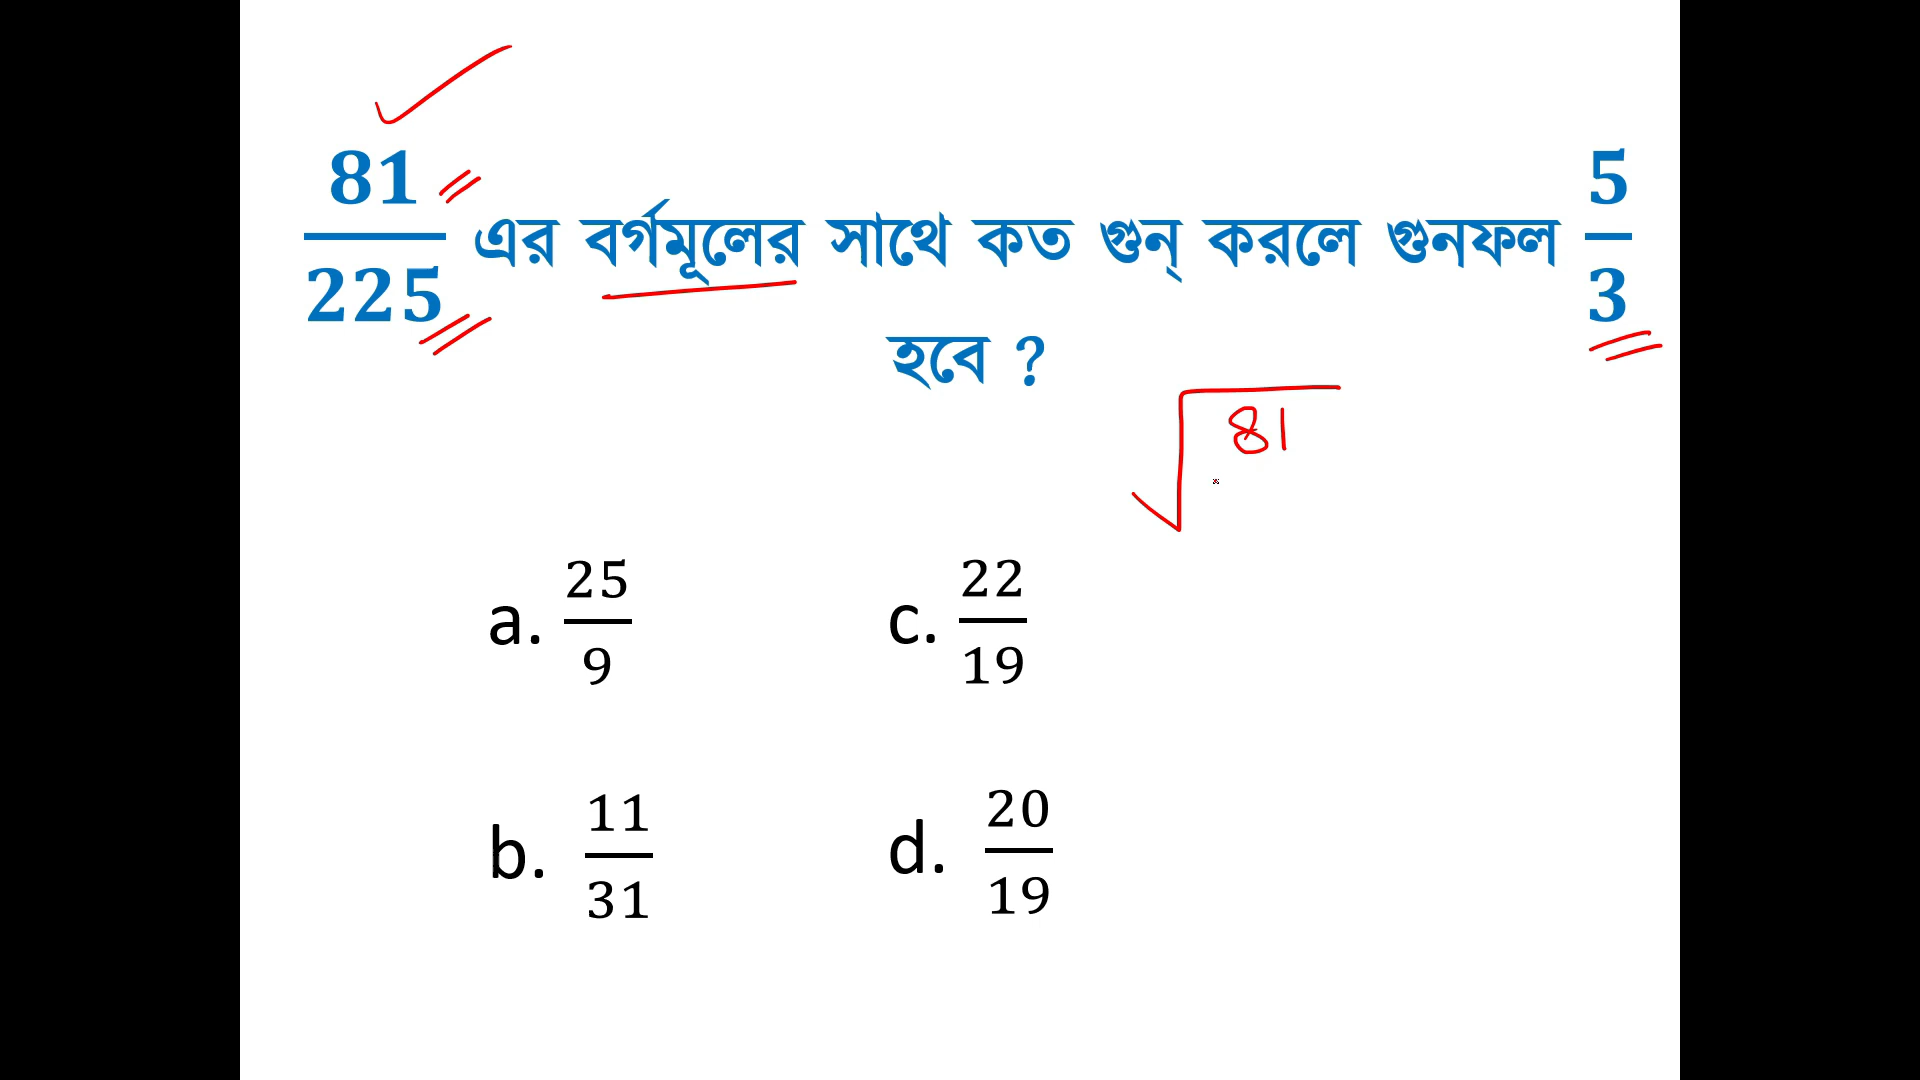 81/225 এর বর্গমূলের সাথে কত গুন্ করলে গুনফল 5/3
হবে ?
√81
a. 25/9
c. 22/19
b. 11/31
d. 20/19